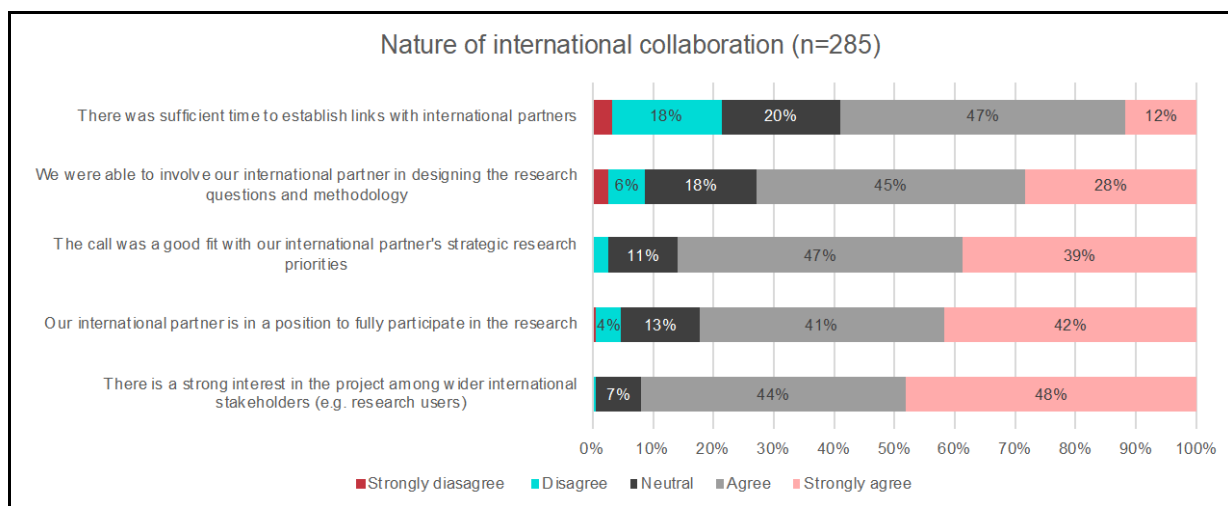 Nature of international collaboration (n=285)
There was sufficient time to establish links with international partners
18% 20% 47% 12%
We were able to involve our international partner in designing the research
questions and methodology
6% 18% 45% 28%
The call was a good fit with our international partner's strategic research
priorities
11% 47% 39%
Our international partner is in a position to fully participate in the research
4% 13% 41% 42%
There is a strong interest in the project among wider international
stakeholders (e.g. research users)
7% 44% 48%
0% 10% 20% 30% 40% 50% 60% 70% 80% 90% 100%
Strongly diasagree Disagree Neutral Agree Strongly agree